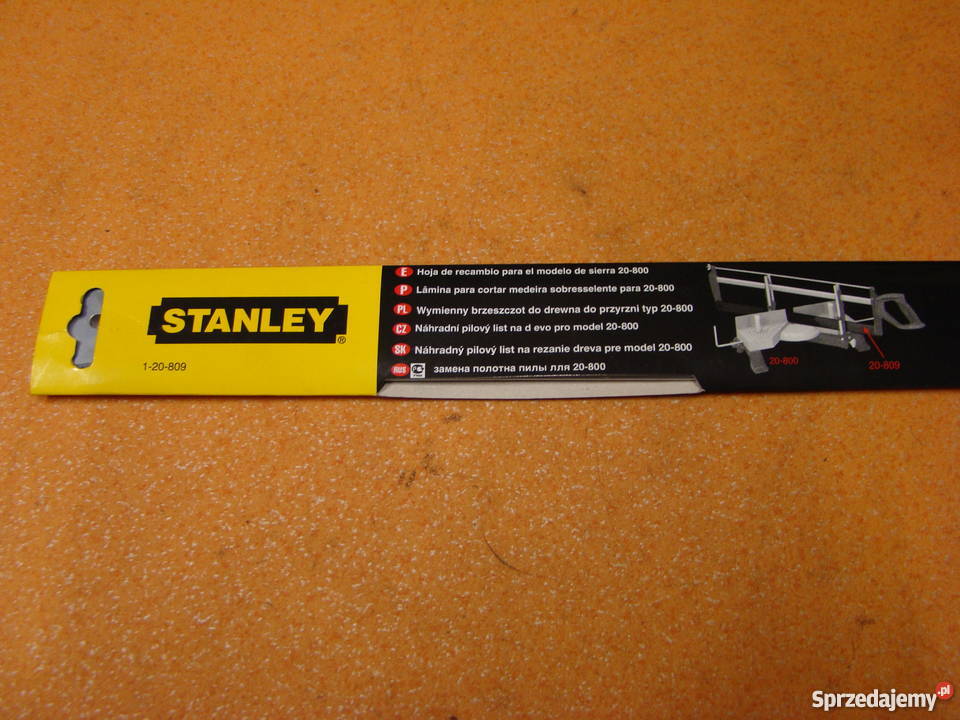 STANLEY®
1-20-809
E Hoja de recambio para el modelo de sierra 20-800
P Lâmina para cortar medeira sobresselente para 20-800
PL Wymienny brzeszczot do drewna do przyrzni typ 20-800
CZ Náhradní pilový list na d evo pro model 20-800
SK Náhradný pilový list na rezanie dreva pre model 20-800
RUS замена полотна пилы лля 20-800
20-800
20-809
Sprzedajemy.pl